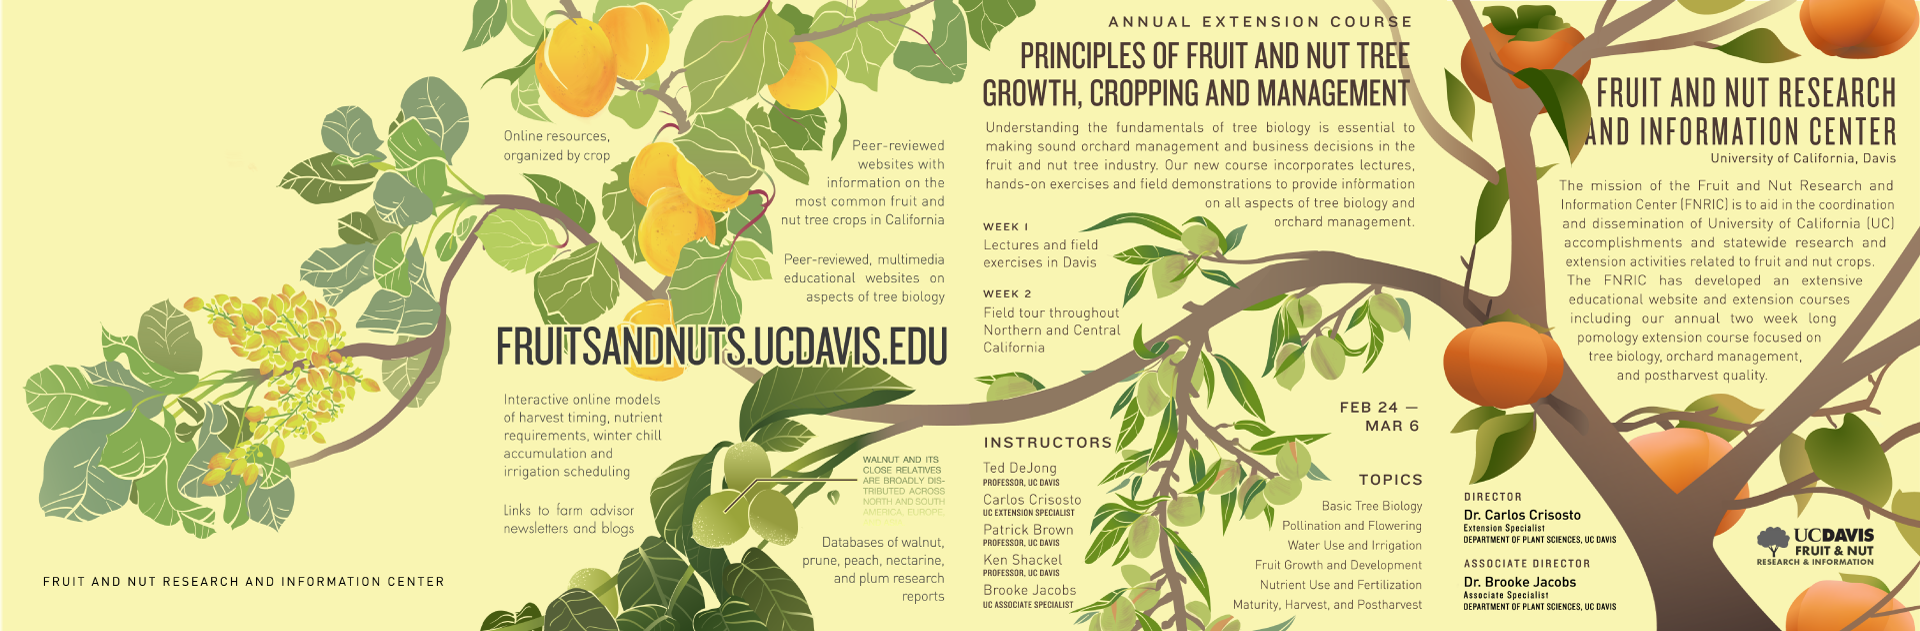 FRUIT AND NUT RESEARCH AND INFORMATION CENTER
Online resources,
organized by crop
Peer-reviewed
websites with
information on the
most common fruit and
nut tree crops in California
Peer-reviewed, multimedia
educational websites on
aspects of tree biology
FRUITSANDNUTS.UCDAVIS.EDU
Interactive online models
of harvest timing, nutrient
requirements, winter chill
accumulation and
irrigation scheduling
Links to farm advisor
newsletters and blogs
WALNUT AND ITS
CLOSE RELATIVES
ARE BROADLY DIS-
TRIBUTED ACROSS
NORTH AND SOUTH
AMERICA, EUROPE,
Databases of walnut,
prune, peach, nectarine,
and plum research
reports
ANNUAL EXTENSION COURSE
PRINCIPLES OF FRUIT AND NUT TREE
GROWTH, CROPPING AND MANAGEMENT
Understanding the fundamentals of tree biology is essential to
making sound orchard management and business decisions in the
fruit and nut tree industry. Our new course incorporates lectures,
hands-on exercises and field demonstrations to provide information
on all aspects of tree biology and
orchard management.
WEEK 1
Lectures and field
exercises in Davis
WEEK 2
Field tour throughout
Northern and Central
California
INSTRUCTORS
Ted DeJong
PROFESSOR, UC DAVIS
Carlos Crisosto
UC EXTENSION SPECIALIST
Patrick Brown
PROFESSOR, UC DAVIS
Ken Shackel
PROFESSOR, UC DAVIS
Brooke Jacobs
UC ASSOCIATE SPECIALIST
FEB 24 —
MAR 6
TOPICS
Basic Tree Biology
Pollination and Flowering
Water Use and Irrigation
Fruit Growth and Development
Nutrient Use and Fertilization
Maturity, Harvest, and Postharvest
FRUIT AND NUT RESEARCH
AND INFORMATION CENTER
University of California, Davis
The mission of the Fruit and Nut Research and
Information Center (FNRIC) is to aid in the coordination
and dissemination of University of California (UC)
accomplishments and statewide research and
extension activities related to fruit and nut crops.
The FNRIC has developed an extensive
educational website and extension courses
including our annual two week long
pomology extension course focused on
tree biology, orchard management,
and postharvest quality.
DIRECTOR
Dr. Carlos Crisosto
Extension Specialist
DEPARTMENT OF PLANT SCIENCES, UC DAVIS
ASSOCIATE DIRECTOR
Dr. Brooke Jacobs
Associate Specialist
DEPARTMENT OF PLANT SCIENCES, UC DAVIS
UCDAVIS
FRUIT & NUT
RESEARCH & INFORMATION